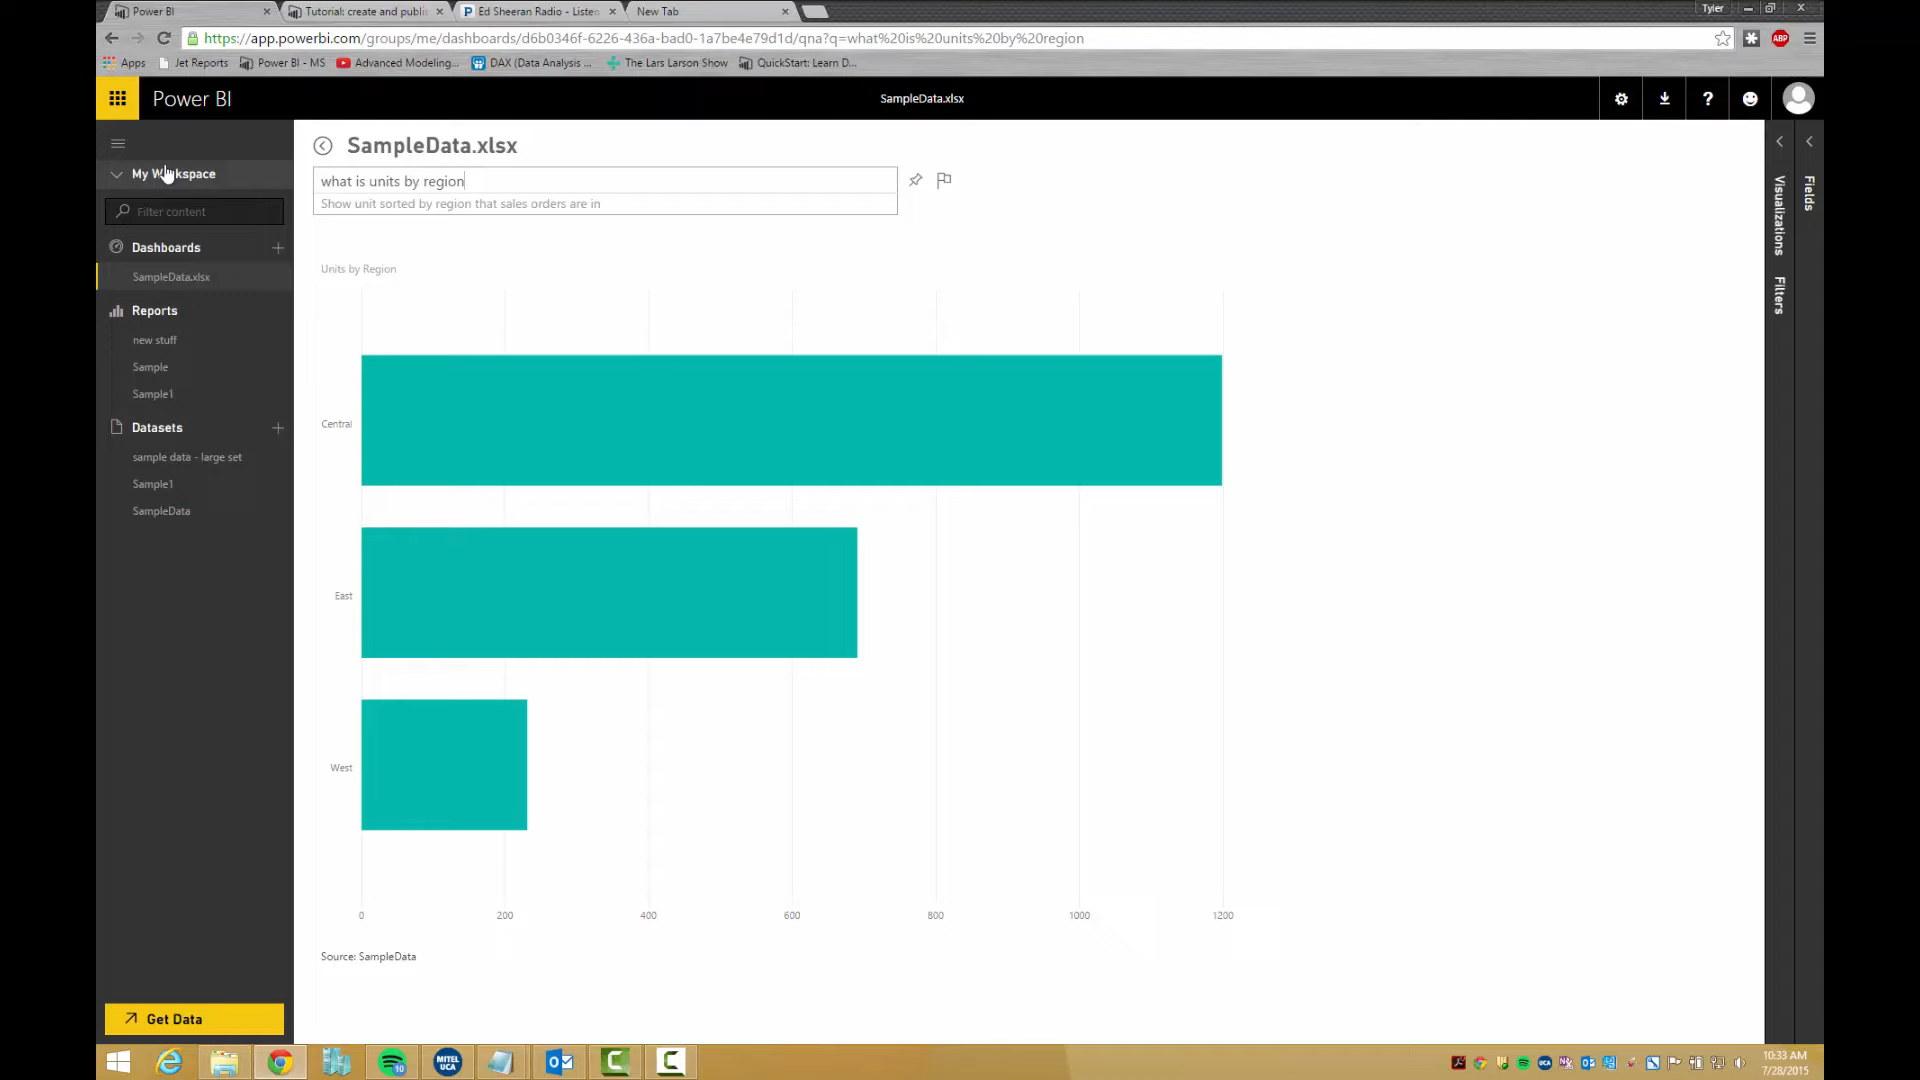 Power BI
Tutorial: create and publis
Ed Sheeran Radio - Listen
New Tab
Tyler
https://app.powerbi.com/groups/me/dashboards/d6b0346f-6226-436a-bad0-1a7be4e79d1d/qna?q=what%20is%20units%20by%20region
ABP
Apps
Jet Reports
Power BI - MS
Advanced Modeling...
DAX (Data Analysis ...
The Lars Larson Show
QuickStart: Learn D...
Power BI
SampleData.xlsx
My Workspace
Filter content
Dashboards
SampleData.xlsx
Reports
new stuff
Sample
Sample1
Datasets
sample data - large set
Sample1
SampleData
Get Data
SampleData.xlsx
what is units by region
Show unit sorted by region that sales orders are in
Units by Region
Central
East
West
0 200 400 600 800 1000 1200
Source: SampleData
Visualizations
Filters
Fields
10
MITEL
UCA
10:33 AM
7/28/2015